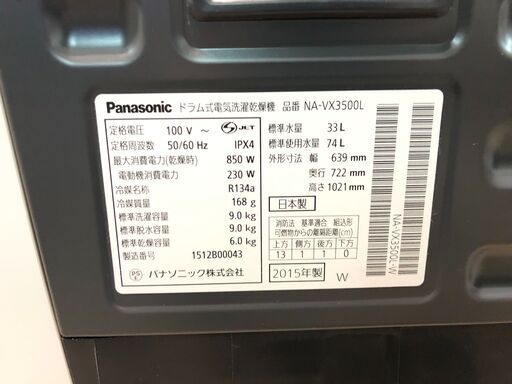 Panasonic ドラム式電気洗濯乾燥機 品番 NA-VX3500L
定格電圧 100 V ～ S-JET
定格周波数 50/60 Hz IPX4
最大消費電力(乾燥時) 850 W
電動機消費電力 230 W
冷媒名称 R134a
冷媒質量 168 g
標準洗濯容量 9.0 kg
標準脱水容量 9.0 kg
標準乾燥容量 6.0 kg
製造番号 1512B00043
PSE パナソニック株式会社
標準水量 33 L
標準使用水量 74 L
外形寸法 幅 639 mm
奥行 722 mm
高さ 1021 mm
日本製
消防法 基準適合 組込形
可燃物からの離隔距離(cm)
上方 側方 後方 下方
13 1 1 0
2015年製 W
NA-VX3500L-W